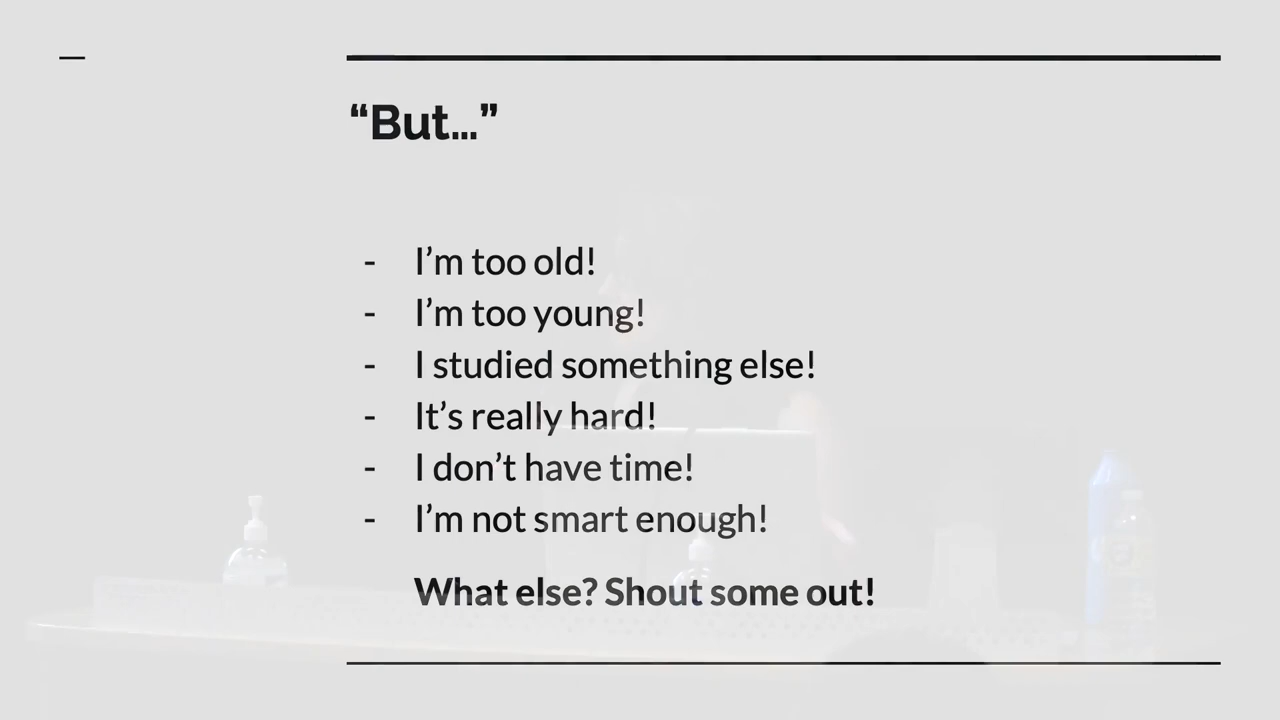 “But...”
- I’m too old!
- I’m too young!
- I studied something else!
- It’s really hard!
- I don’t have time!
- I’m not smart enough!
What else? Shout some out!